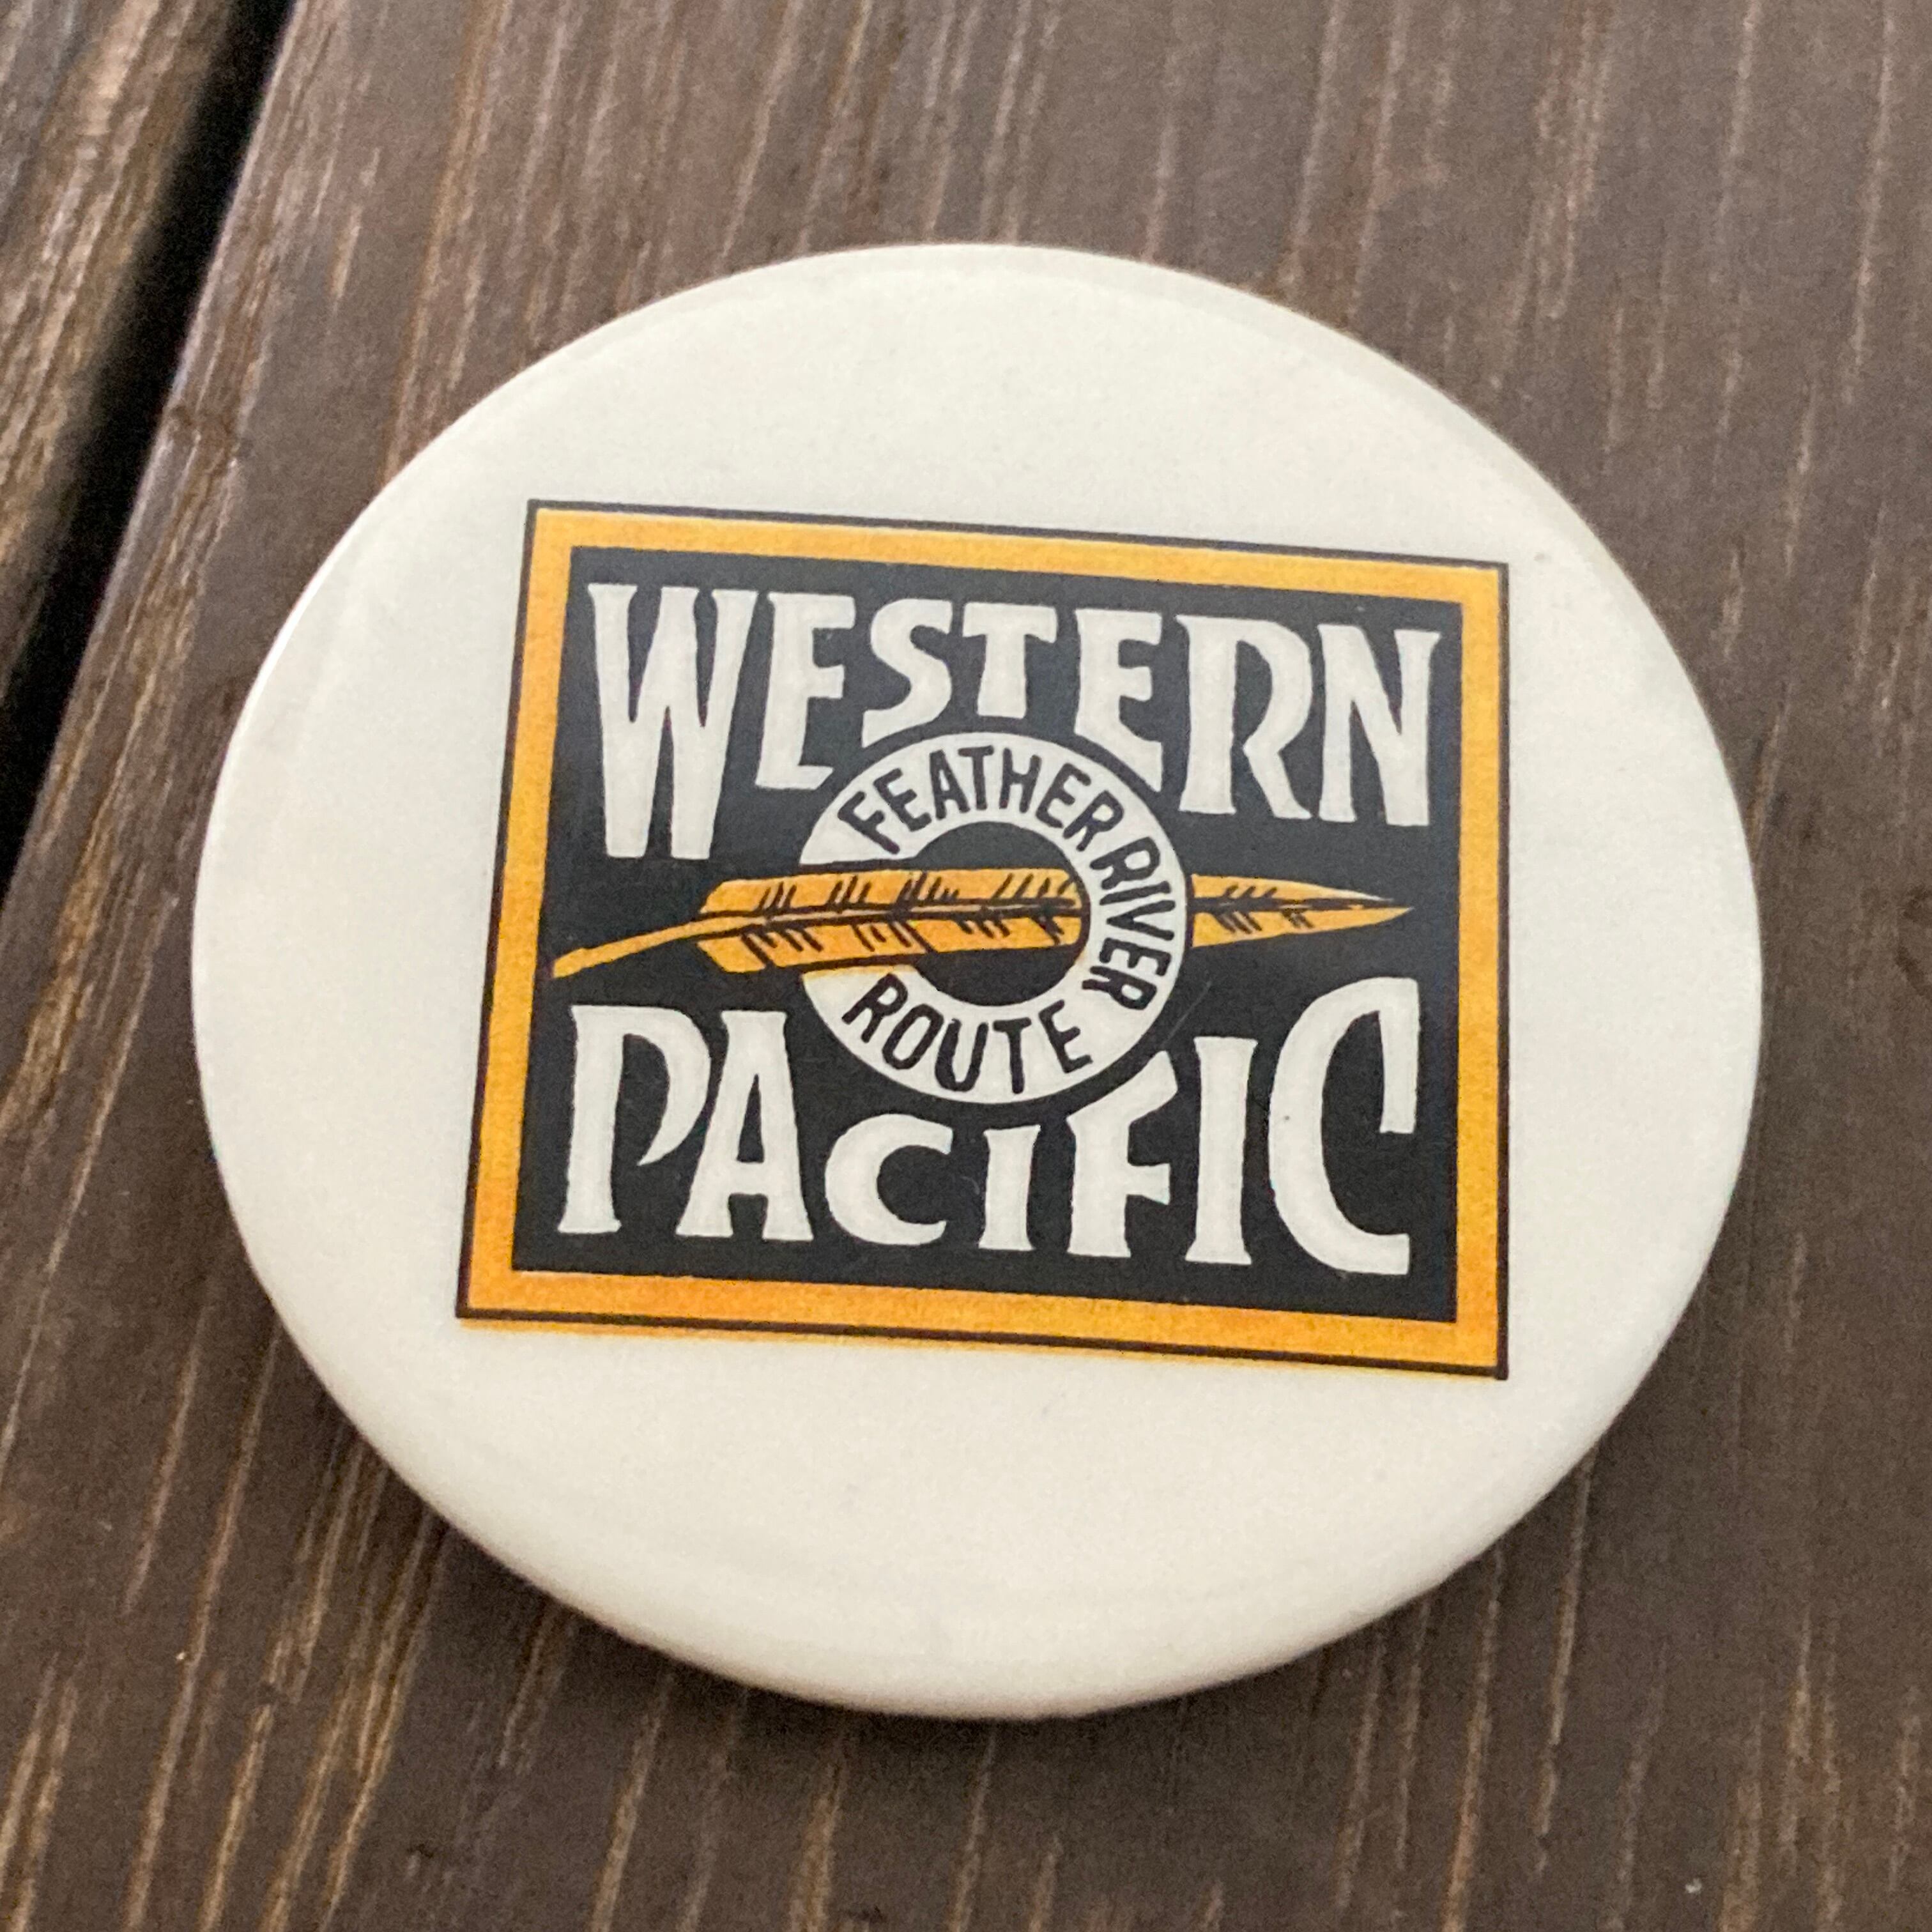 WESTERN
FEATHER RIVER
ROUTE
PACIFIC